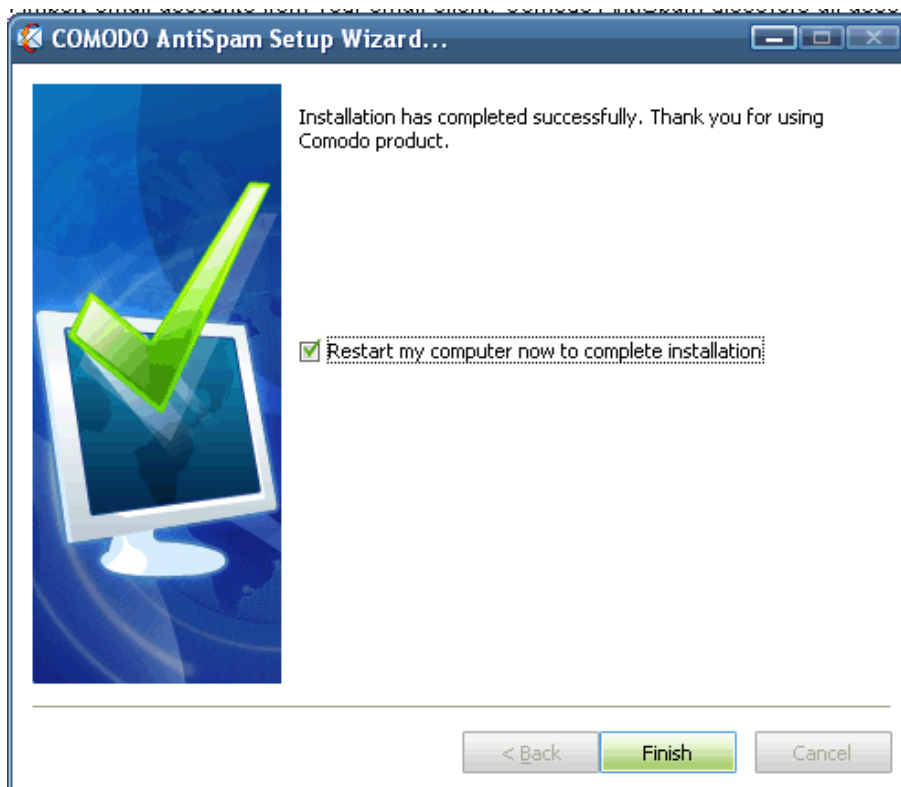 COMODO AntiSpam Setup Wizard...
Installation has completed successfully. Thank you for using
Comodo product.
Restart my computer now to complete installation
< Back
Finish
Cancel